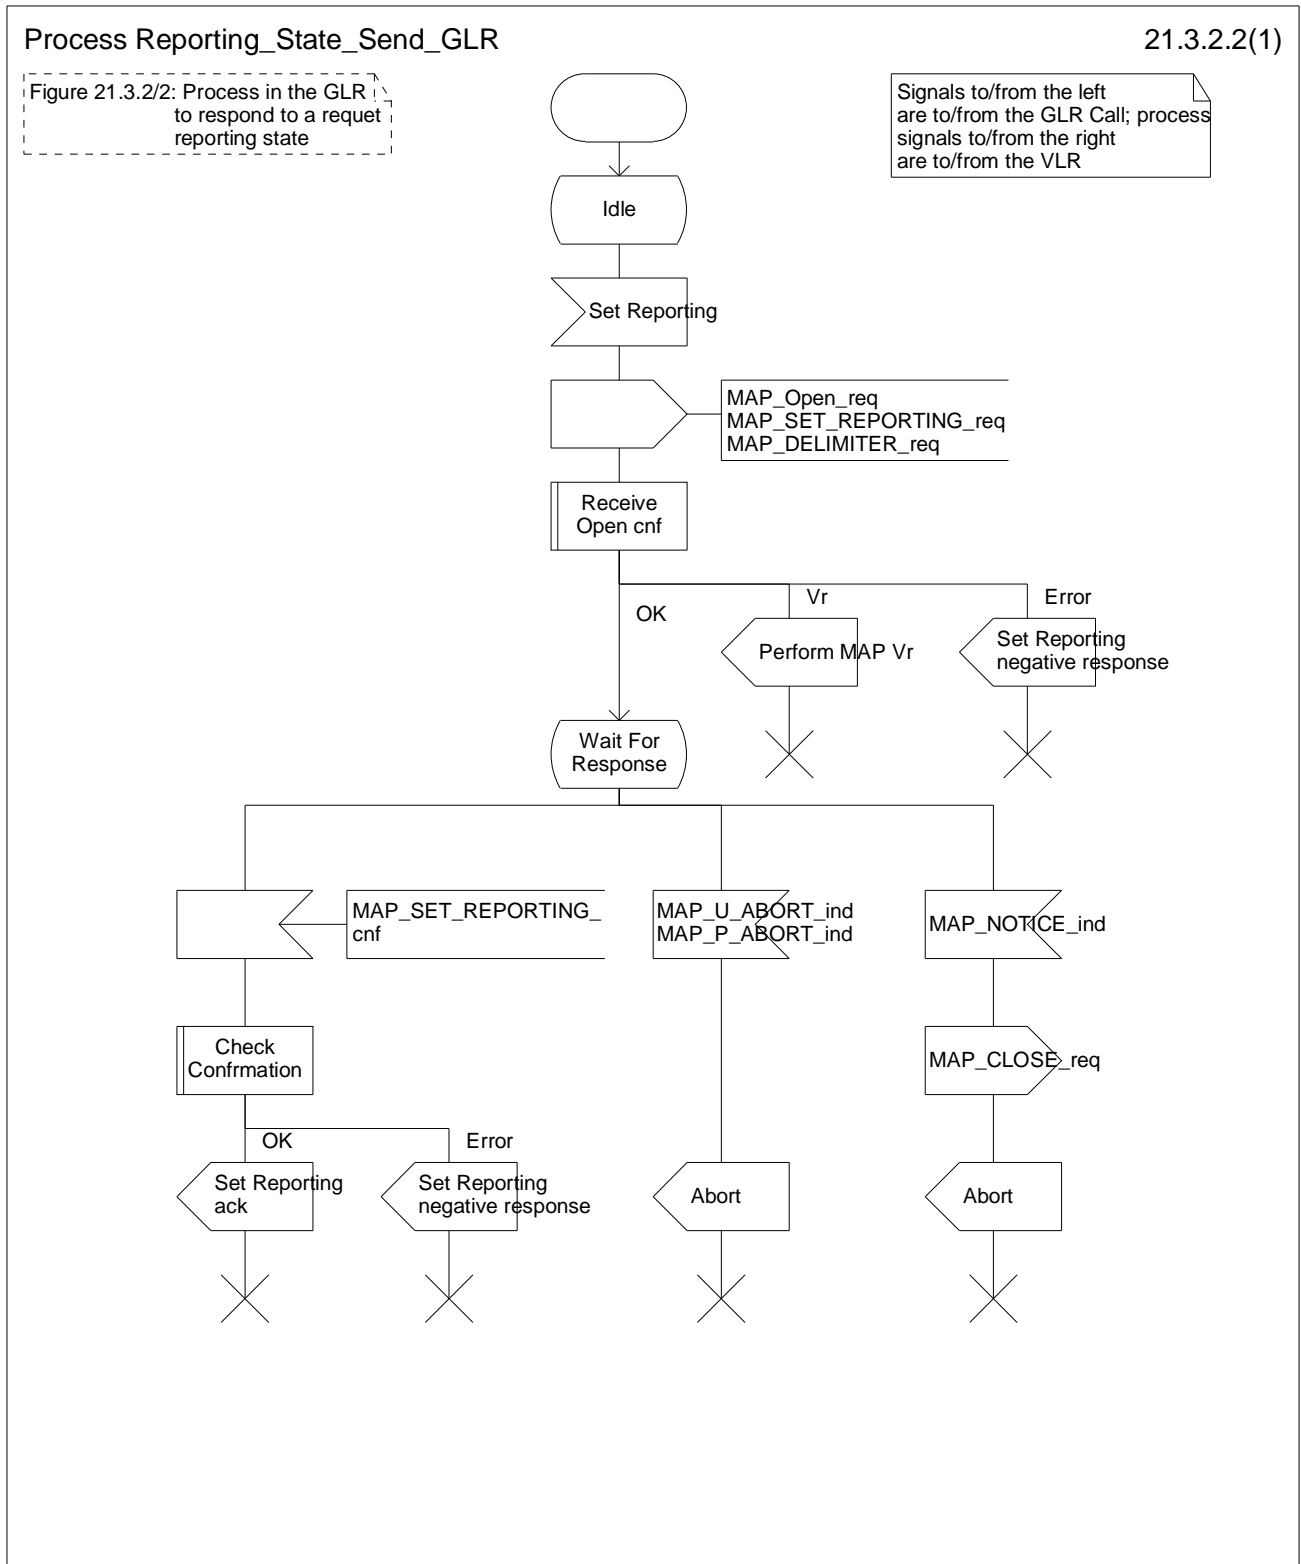 Process Reporting_State_Send_GLR
21.3.2.2(1)
Figure 21.3.2/2: Process in the GLR
to respond to a requet
reporting state
Signals to/from the left
are to/from the GLR Call; process
signals to/from the right
are to/from the VLR
Idle
Set Reporting
MAP_Open_req
MAP_SET_REPORTING_req
MAP_DELIMITER_req
Receive
Open cnf
OK
Vr
Error
Perform MAP Vr
Set Reporting
negative response
Wait For
Response
MAP_SET_REPORTING_
cnf
MAP_U_ABORT_ind
MAP_P_ABORT_ind
MAP_NOTICE_ind
Check
Confrmation
MAP_CLOSE_req
OK
Error
Set Reporting
ack
Set Reporting
negative response
Abort
Abort